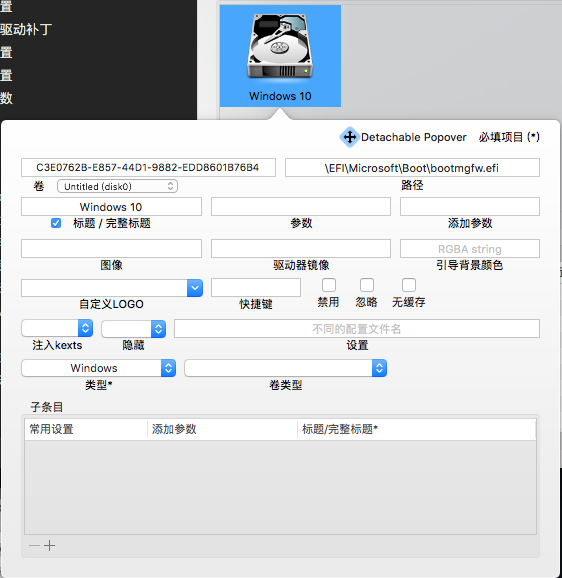 置
驱动补丁
置
置
数
Windows 10
Detachable Popover 必填项目 (*)
C3E0762B-E857-44D1-9882-EDD8601B76B4 \EFI\Microsoft\Boot\bootmgfw.efi
卷 Untitled (disk0) 路径
Windows 10
标题 / 完整标题 参数 添加参数
RGBA string
图像 驱动器镜像 引导背景颜色
自定义LOGO 快捷键 禁用 忽略 无缓存
不同的配置文件名
注入kexts 隐藏 设置
Windows
类型* 卷类型
子条目
常用设置 添加参数 标题/完整标题*